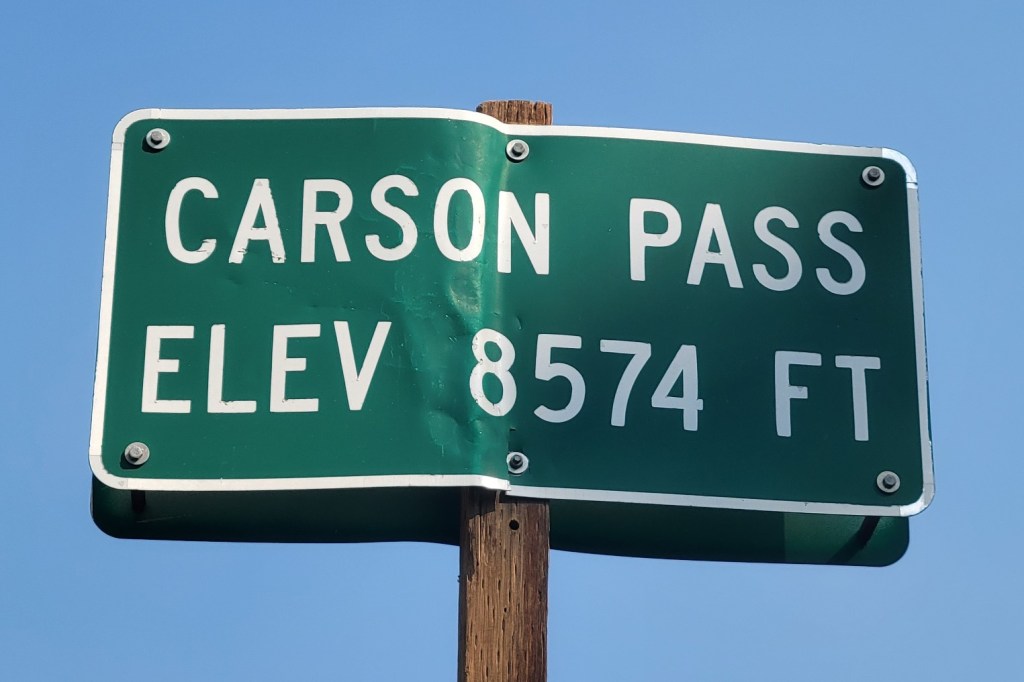 CARSON PASS
ELEV 8574 FT